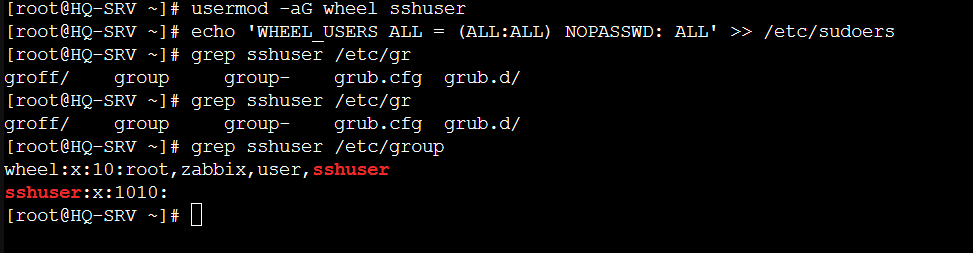 [root@HQ-SRV ~]# usermod -aG wheel sshuser
[root@HQ-SRV ~]# echo 'WHEEL_USERS ALL = (ALL:ALL) NOPASSWD: ALL' >> /etc/sudoers
[root@HQ-SRV ~]# grep sshuser /etc/gr
groff/    group     group-    grub.cfg  grub.d/
[root@HQ-SRV ~]# grep sshuser /etc/gr
groff/    group     group-    grub.cfg  grub.d/
[root@HQ-SRV ~]# grep sshuser /etc/group
wheel:x:10:root,zabbix,user,sshuser
sshuser:x:1010:
[root@HQ-SRV ~]#